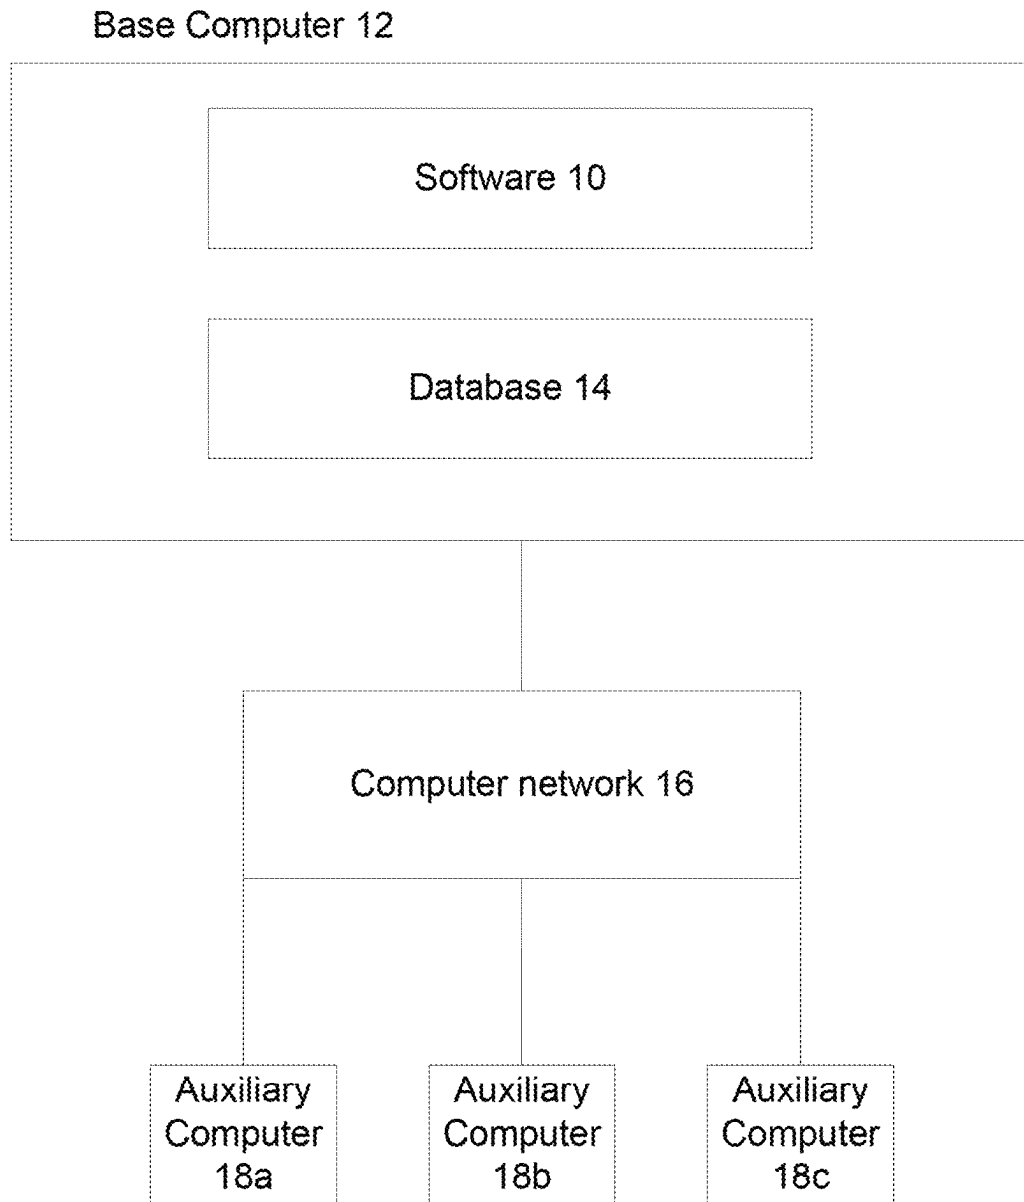 Base Computer 12
Software 10
Database 14
Computer network 16
Auxiliary
Computer
18a
Auxiliary
Computer
18b
Auxiliary
Computer
18c